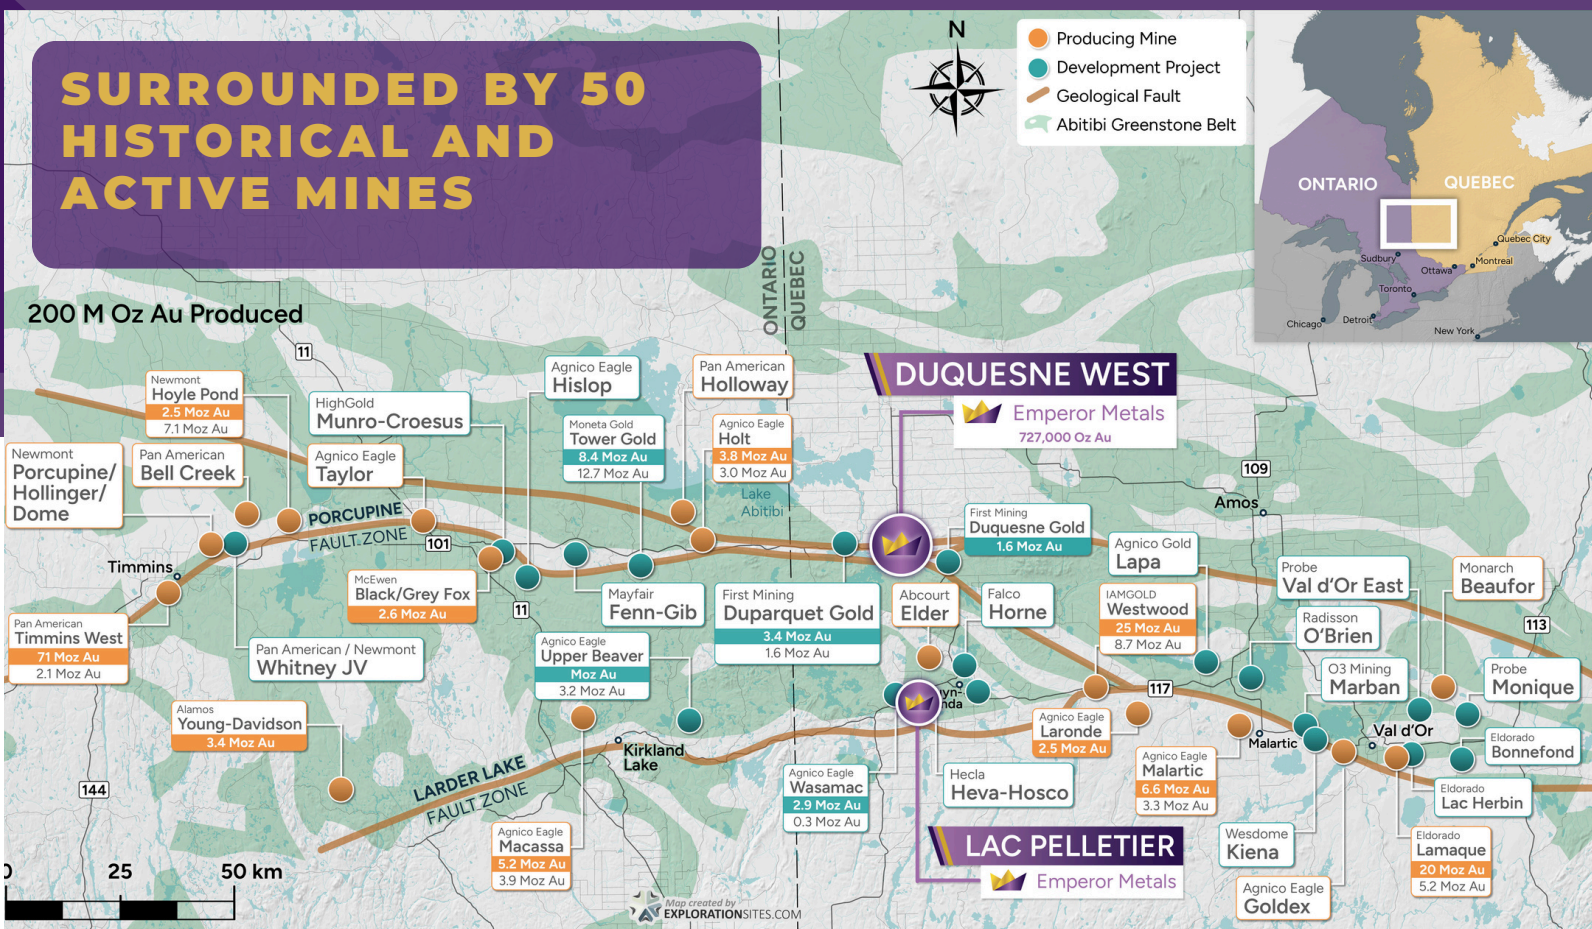 SURROUNDED BY 50
HISTORICAL AND
ACTIVE MINES
200 M Oz Au Produced
N
Producing Mine
Development Project
Geological Fault
Abitibi Greenstone Belt
ONTARIO
QUEBEC
Quebec City
Sudbury
Ottawa
Montreal
Toronto
Chicago
Detroit
New York
ONTARIO
QUEBEC
11
Newmont
Hoyle Pond
2.5 Moz Au
7.1 Moz Au
HighGold
Munro-Croesus
Agnico Eagle
Hislop
Moneta Gold
Tower Gold
8.4 Moz Au
12.7 Moz Au
Pan American
Holloway
Agnico Eagle
Holt
3.8 Moz Au
3.0 Moz Au
DUQUESNE WEST
Emperor Metals
727,000 Oz Au
Newmont
Porcupine/
Hollinger/
Dome
Pan American
Bell Creek
Agnico Eagle
Taylor
Lake
Abitibi
109
Amos
PORCUPINE
FAULT ZONE
101
First Mining
Duquesne Gold
1.6 Moz Au
Agnico Gold
Lapa
Timmins
McEwen
Black/Grey Fox
2.6 Moz Au
11
Mayfair
Fenn-Gib
First Mining
Duparquet Gold
3.4 Moz Au
1.6 Moz Au
Abcourt
Elder
Falco
Horne
IAMGOLD
Westwood
25 Moz Au
8.7 Moz Au
Probe
Val d'Or East
Monarch
Beaufor
Radisson
O'Brien
113
Pan American
Timmins West
71 Moz Au
2.1 Moz Au
Pan American / Newmont
Whitney JV
Agnico Eagle
Upper Beaver
Moz Au
3.2 Moz Au
O3 Mining
Marban
Probe
Monique
117
yn-
nda
Alamos
Young-Davidson
3.4 Moz Au
Kirkland
Lake
Agnico Eagle
Laronde
2.5 Moz Au
Malartic
Val d'Or
Eldorado
Bonnefond
144
LARDER LAKE
FAULT ZONE
Agnico Eagle
Wasamac
2.9 Moz Au
0.3 Moz Au
Hecla
Heva-Hosco
Agnico Eagle
Malartic
6.6 Moz Au
3.3 Moz Au
Eldorado
Lac Herbin
Agnico Eagle
Macassa
5.2 Moz Au
3.9 Moz Au
LAC PELLETIER
Emperor Metals
Wesdome
Kiena
Eldorado
Lamaque
20 Moz Au
5.2 Moz Au
Agnico Eagle
Goldex
0 25 50 km
Map created by
EXPLORATIONSITES.COM